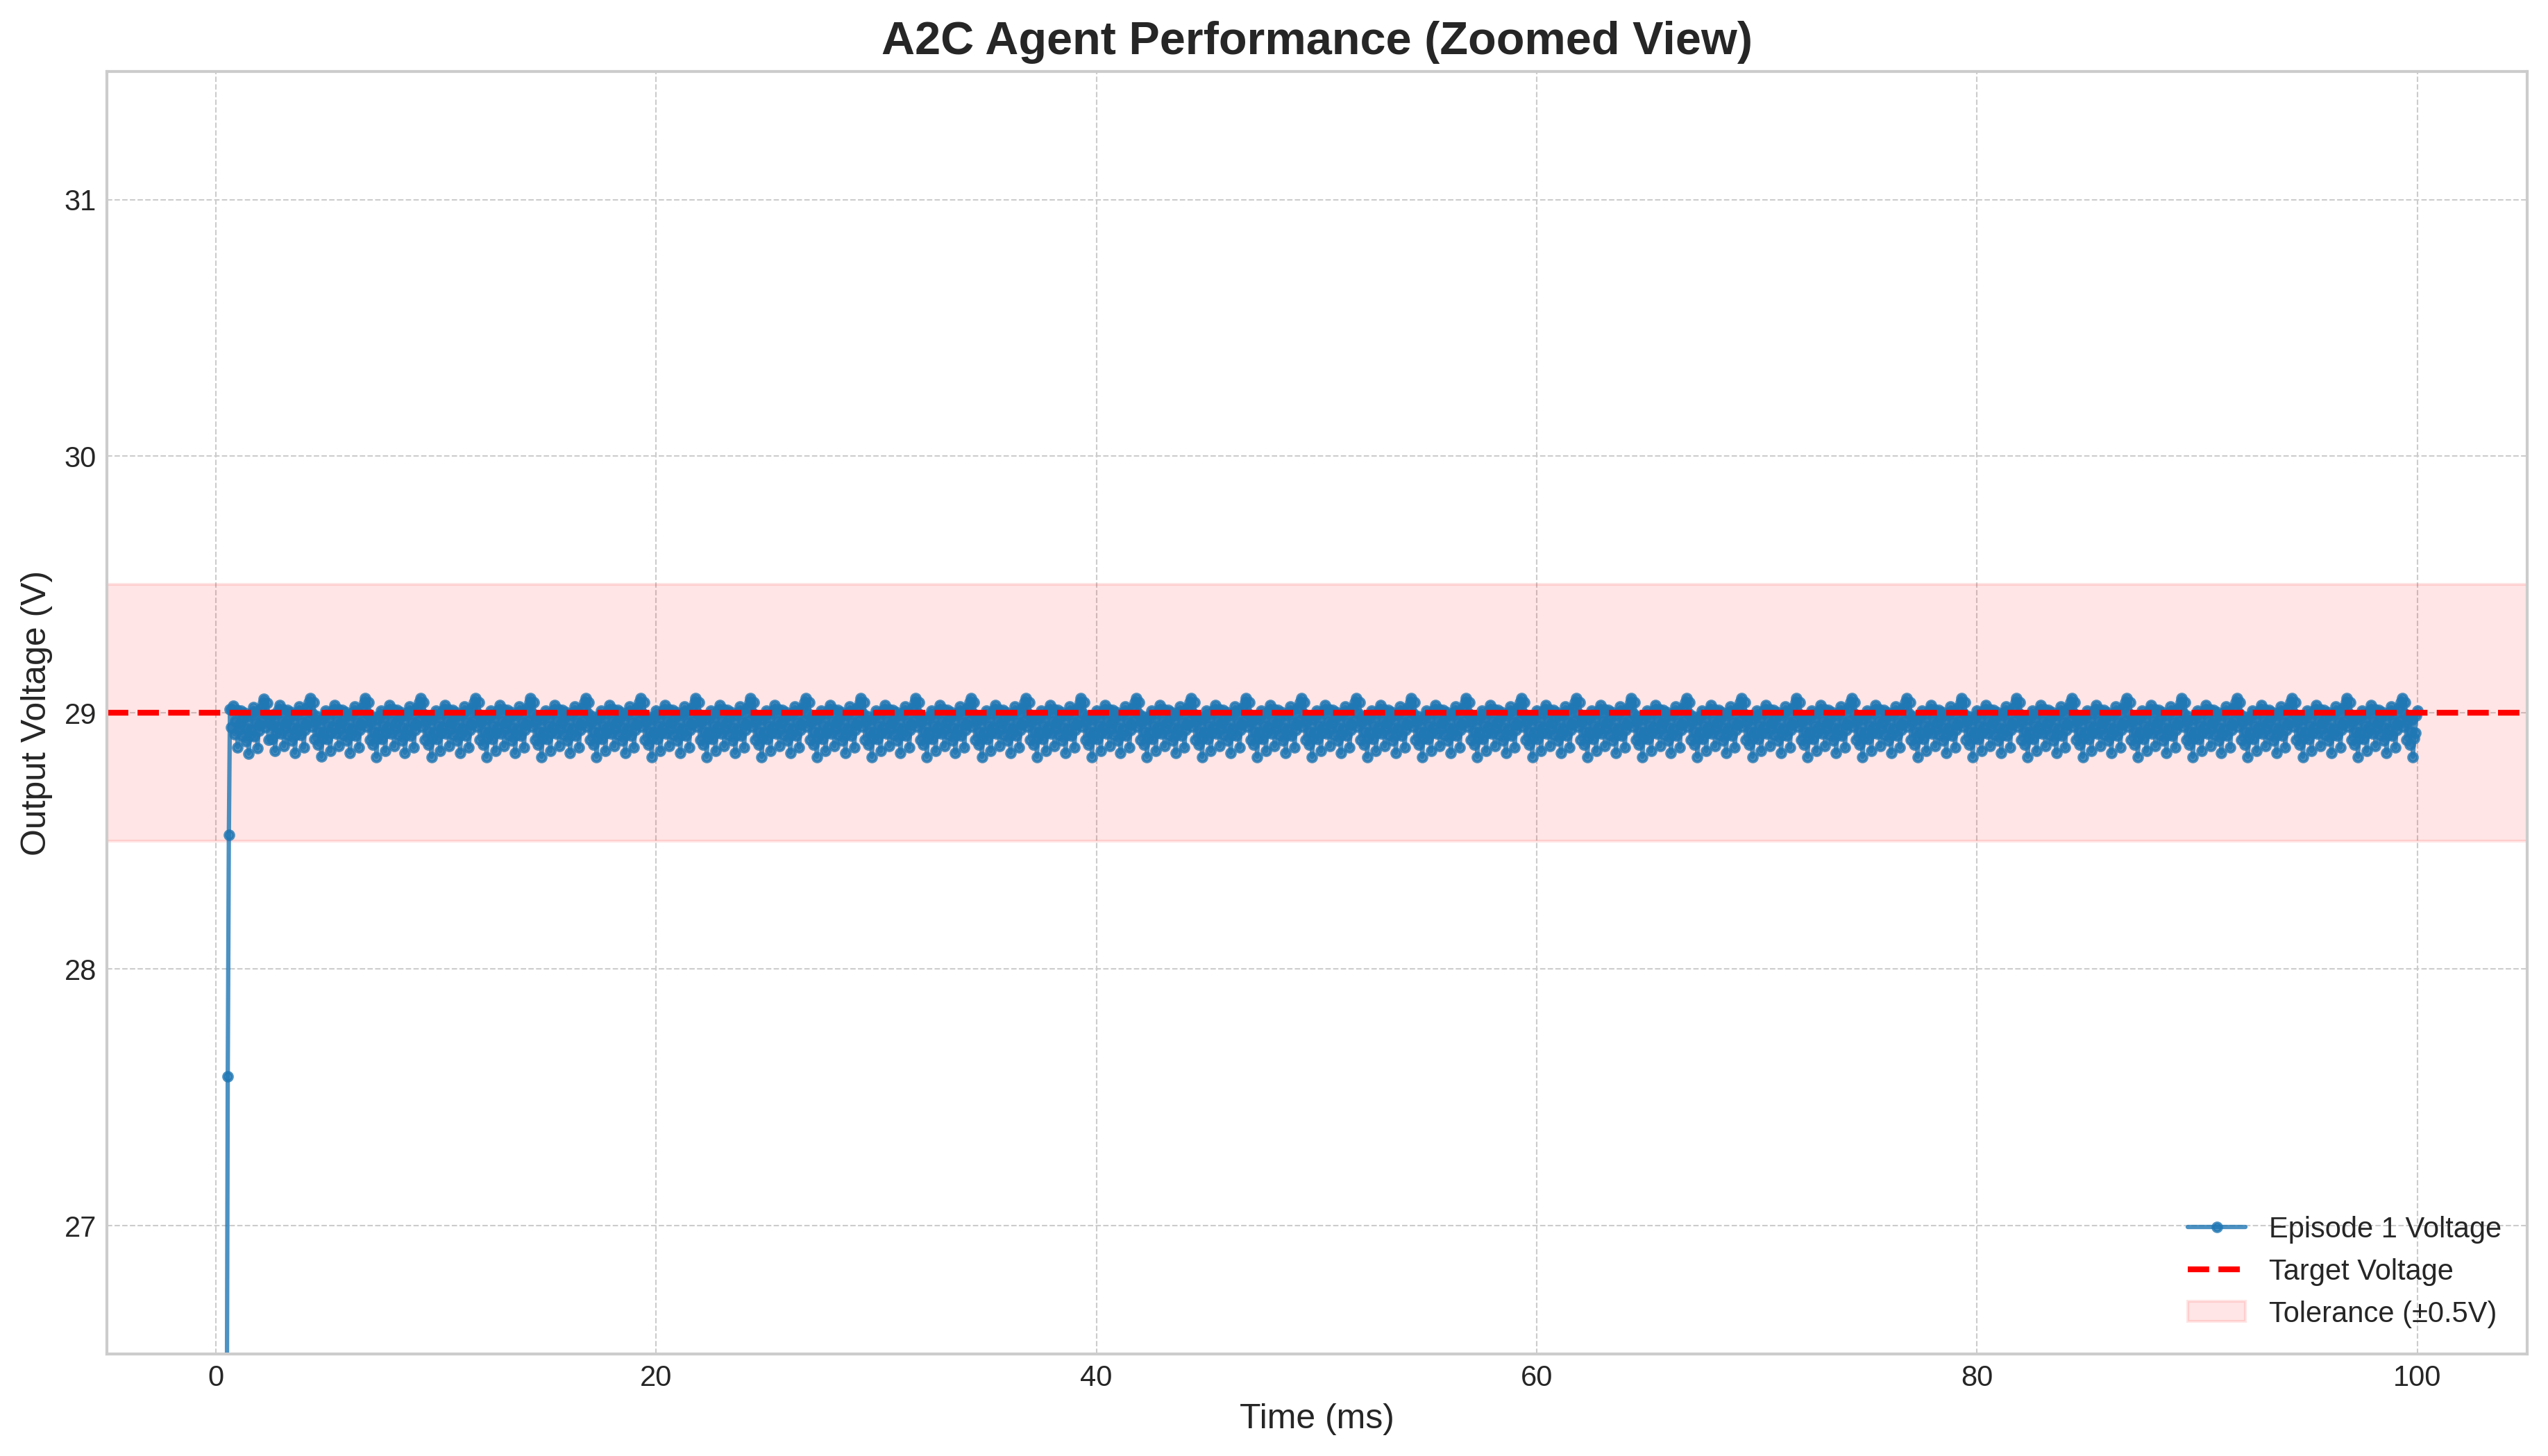 A2C Agent Performance (Zoomed View)
Output Voltage (V)
31
30
29
28
27
0
20
40
60
80
100
Time (ms)
Episode 1 Voltage
Target Voltage
Tolerance (±0.5V)